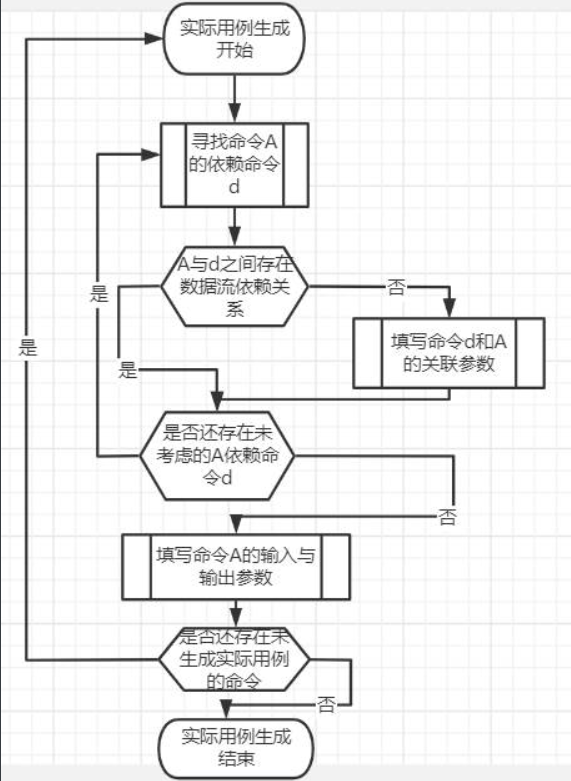 实际用例生成
开始
寻找命令A
的依赖命令
d
A与d之间存在
数据流依赖关
系
否
填写命令d和A
的关联参数
是
是
是
是否还存在未
考虑的A依赖命
令d
否
填写命令A的输入与
输出参数
是否还存在未
生成实际用例
的命令
否
实际用例生成
结束